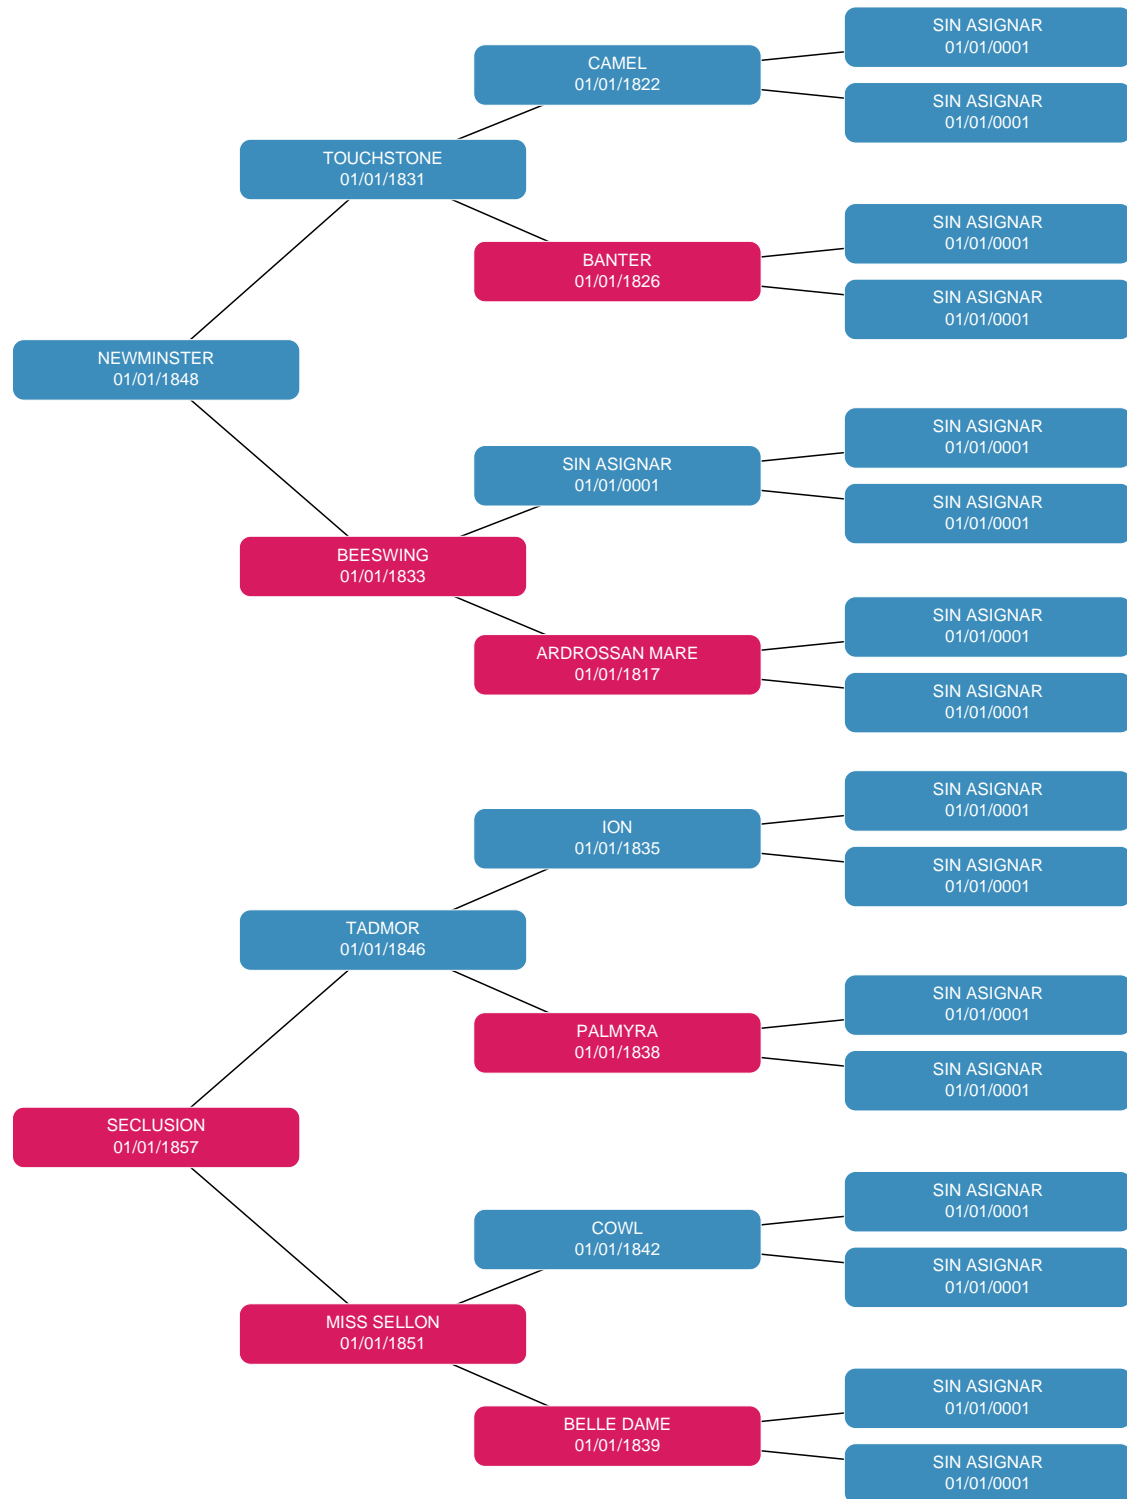 SIN ASIGNAR
01/01/0001
CAMEL
01/01/1822
SIN ASIGNAR
01/01/0001
TOUCHSTONE
01/01/1831
SIN ASIGNAR
01/01/0001
BANTER
01/01/1826
SIN ASIGNAR
01/01/0001
NEWMINSTER
01/01/1848
SIN ASIGNAR
01/01/0001
SIN ASIGNAR
01/01/0001
SIN ASIGNAR
01/01/0001
BEESWING
01/01/1833
SIN ASIGNAR
01/01/0001
ARDROSSAN MARE
01/01/1817
SIN ASIGNAR
01/01/0001
SIN ASIGNAR
01/01/0001
ION
01/01/1835
SIN ASIGNAR
01/01/0001
TADMOR
01/01/1846
SIN ASIGNAR
01/01/0001
PALMYRA
01/01/1838
SIN ASIGNAR
01/01/0001
SECLUSION
01/01/1857
SIN ASIGNAR
01/01/0001
COWL
01/01/1842
SIN ASIGNAR
01/01/0001
MISS SELLON
01/01/1851
SIN ASIGNAR
01/01/0001
BELLE DAME
01/01/1839
SIN ASIGNAR
01/01/0001